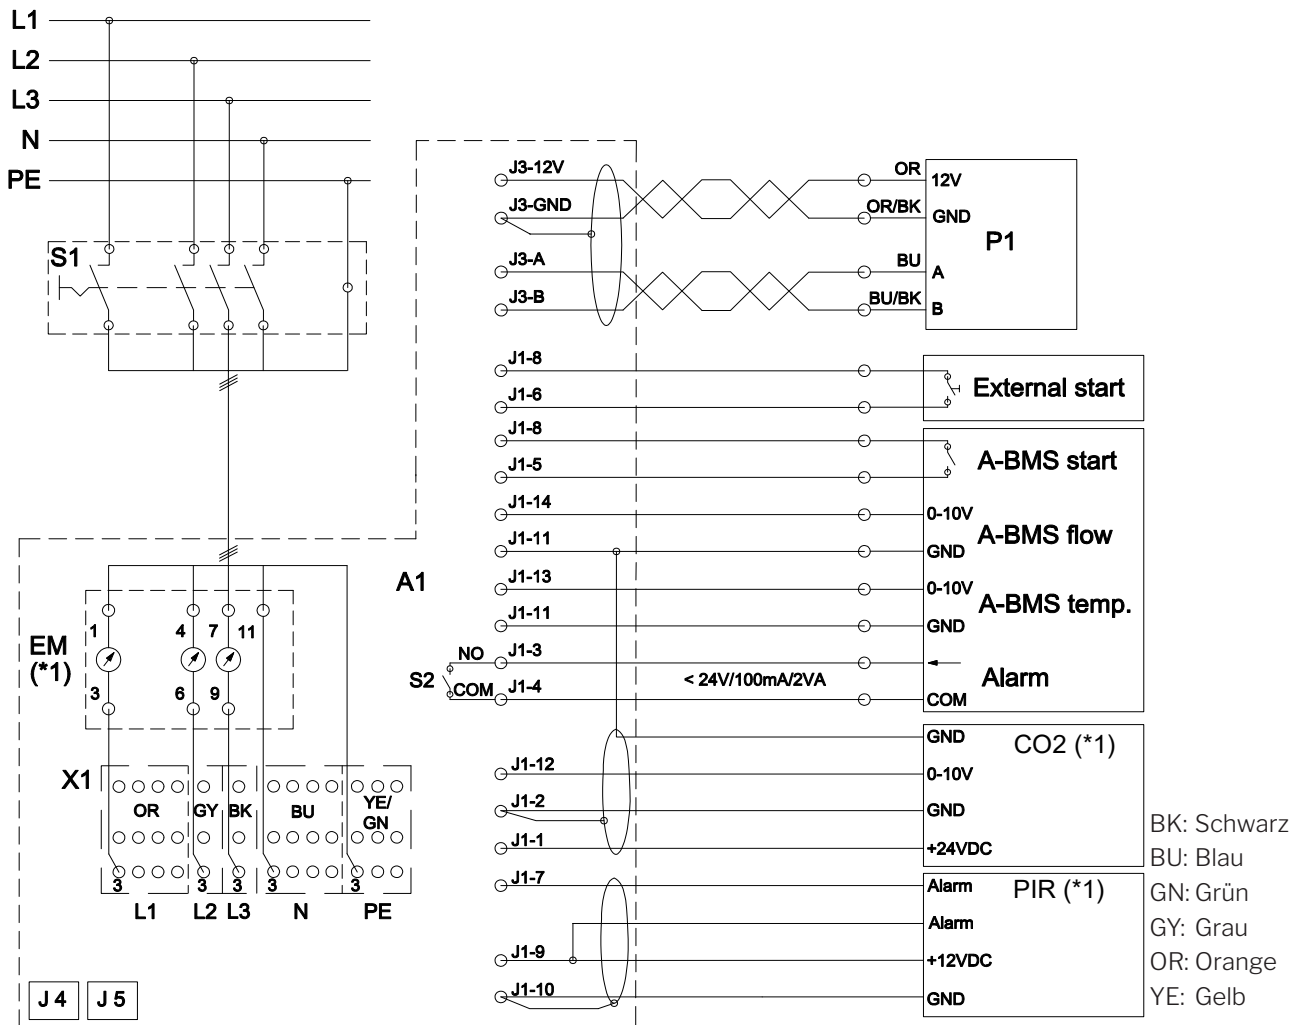 L1
L2
L3
N
PE
S1
EM
(*1)
1
4
7
11
3
6
9
X1
OR
GY
BK
BU
YE/
GN
3
3
3
3
3
L1
L2
L3
N
PE
J 4
J 5
A1
J3-12V
J3-GND
J3-A
J3-B
OR
OR/BK
BU
BU/BK
12V
GND
A
B
P1
J1-8
J1-6
External start
J1-8
J1-5
A-BMS start
J1-14
0-10V
A-BMS flow
J1-11
GND
J1-13
0-10V
A-BMS temp.
J1-11
GND
S2
NO
J1-3
COM
J1-4
< 24V/100mA/2VA
Alarm
COM
GND
CO2 (*1)
J1-12
0-10V
J1-2
GND
J1-1
+24VDC
J1-7
Alarm
PIR (*1)
Alarm
J1-9
+12VDC
J1-10
GND
BK: Schwarz
BU: Blau
GN: Grün
GY: Grau
OR: Orange
YE: Gelb